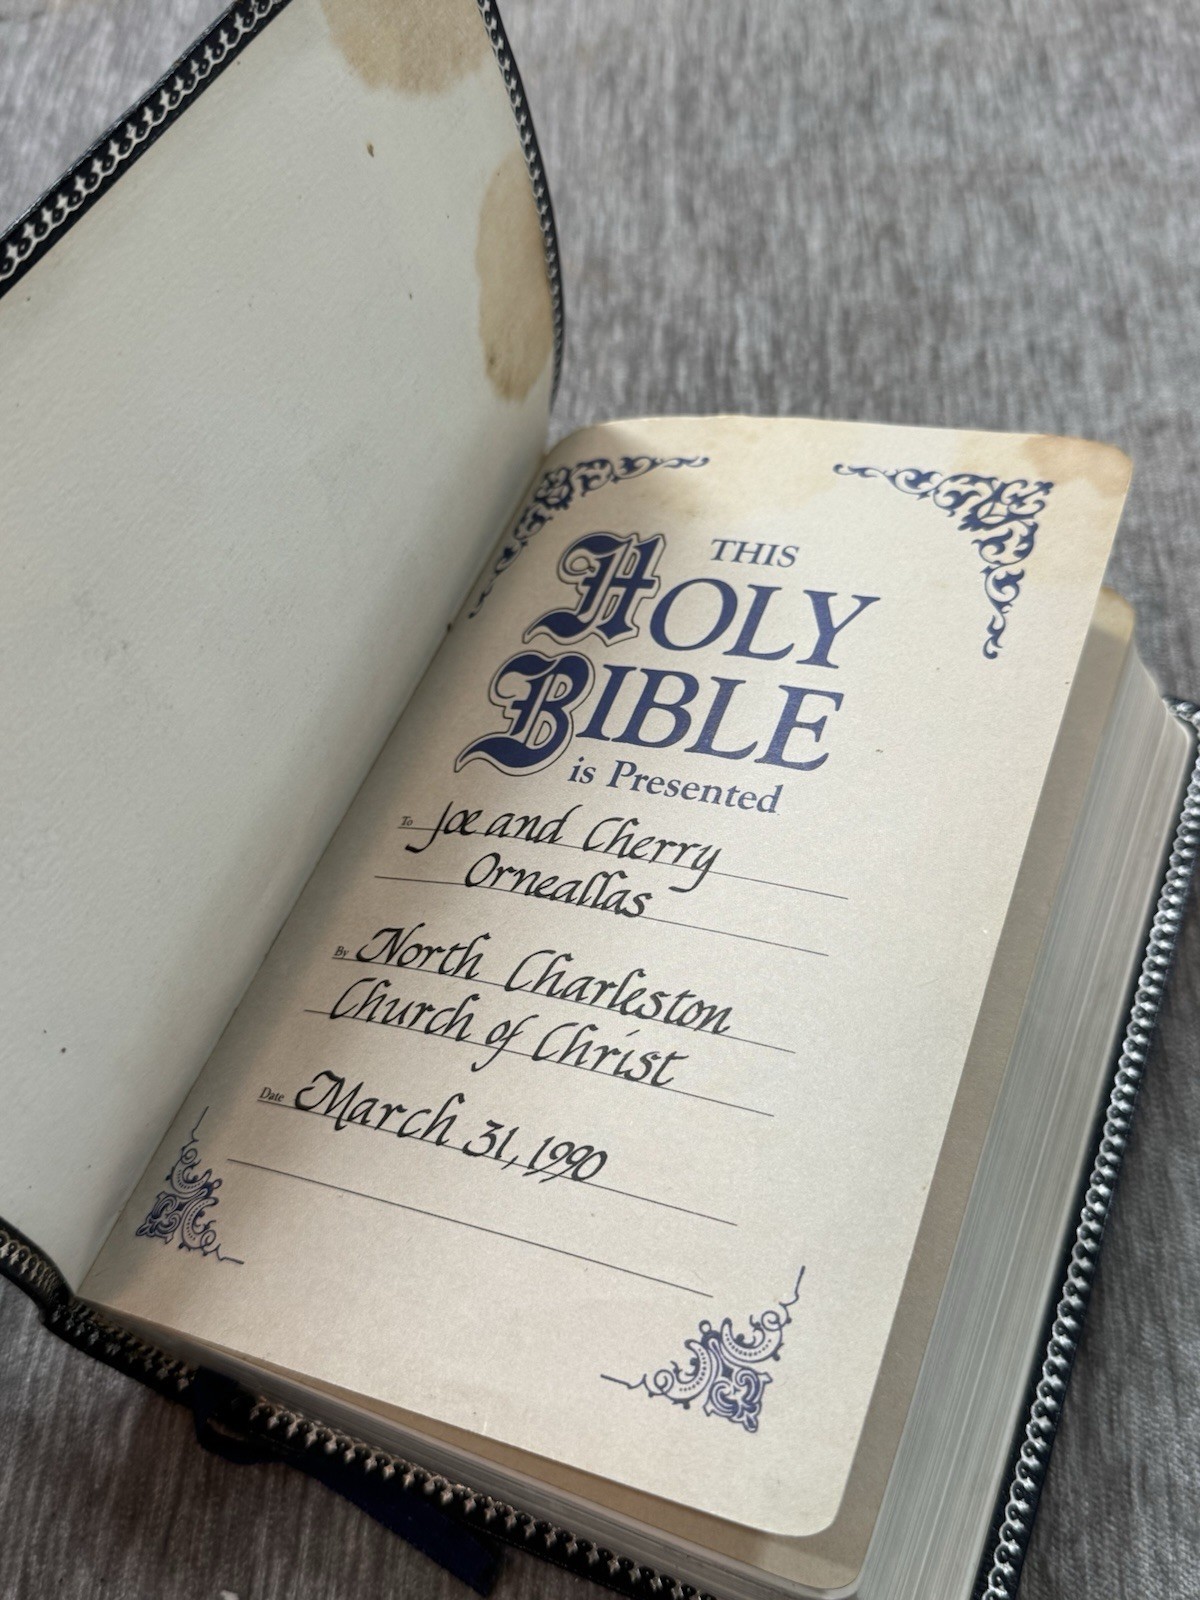 THIS
HOLY
BIBLE
is Presented
To Joe and Cherry
Orneallas
By North Charleston
Church of Christ
Date March 31, 1990